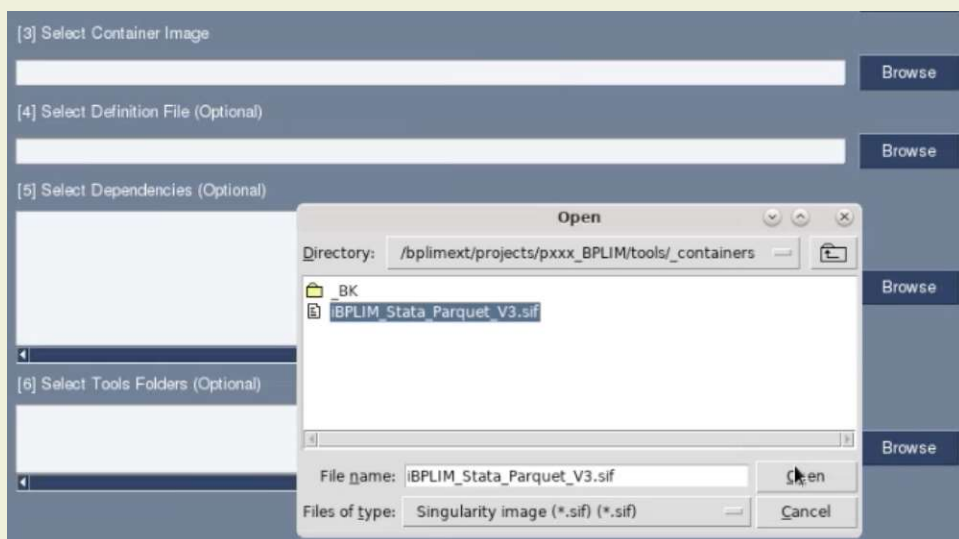 [3] Select Container Image
Browse
[4] Select Definition File (Optional)
Browse
[5] Select Dependencies (Optional)
Browse
[6] Select Tools Folders (Optional)
Browse
Open
Directory: /bplimext/projects/pxxx_BPLIM/tools/_containers
_BK
iBPLIM_Stata_Parquet_V3.sif
File name: iBPLIM_Stata_Parquet_V3.sif
Open
Files of type: Singularity image (*.sif) (*.sif)
Cancel